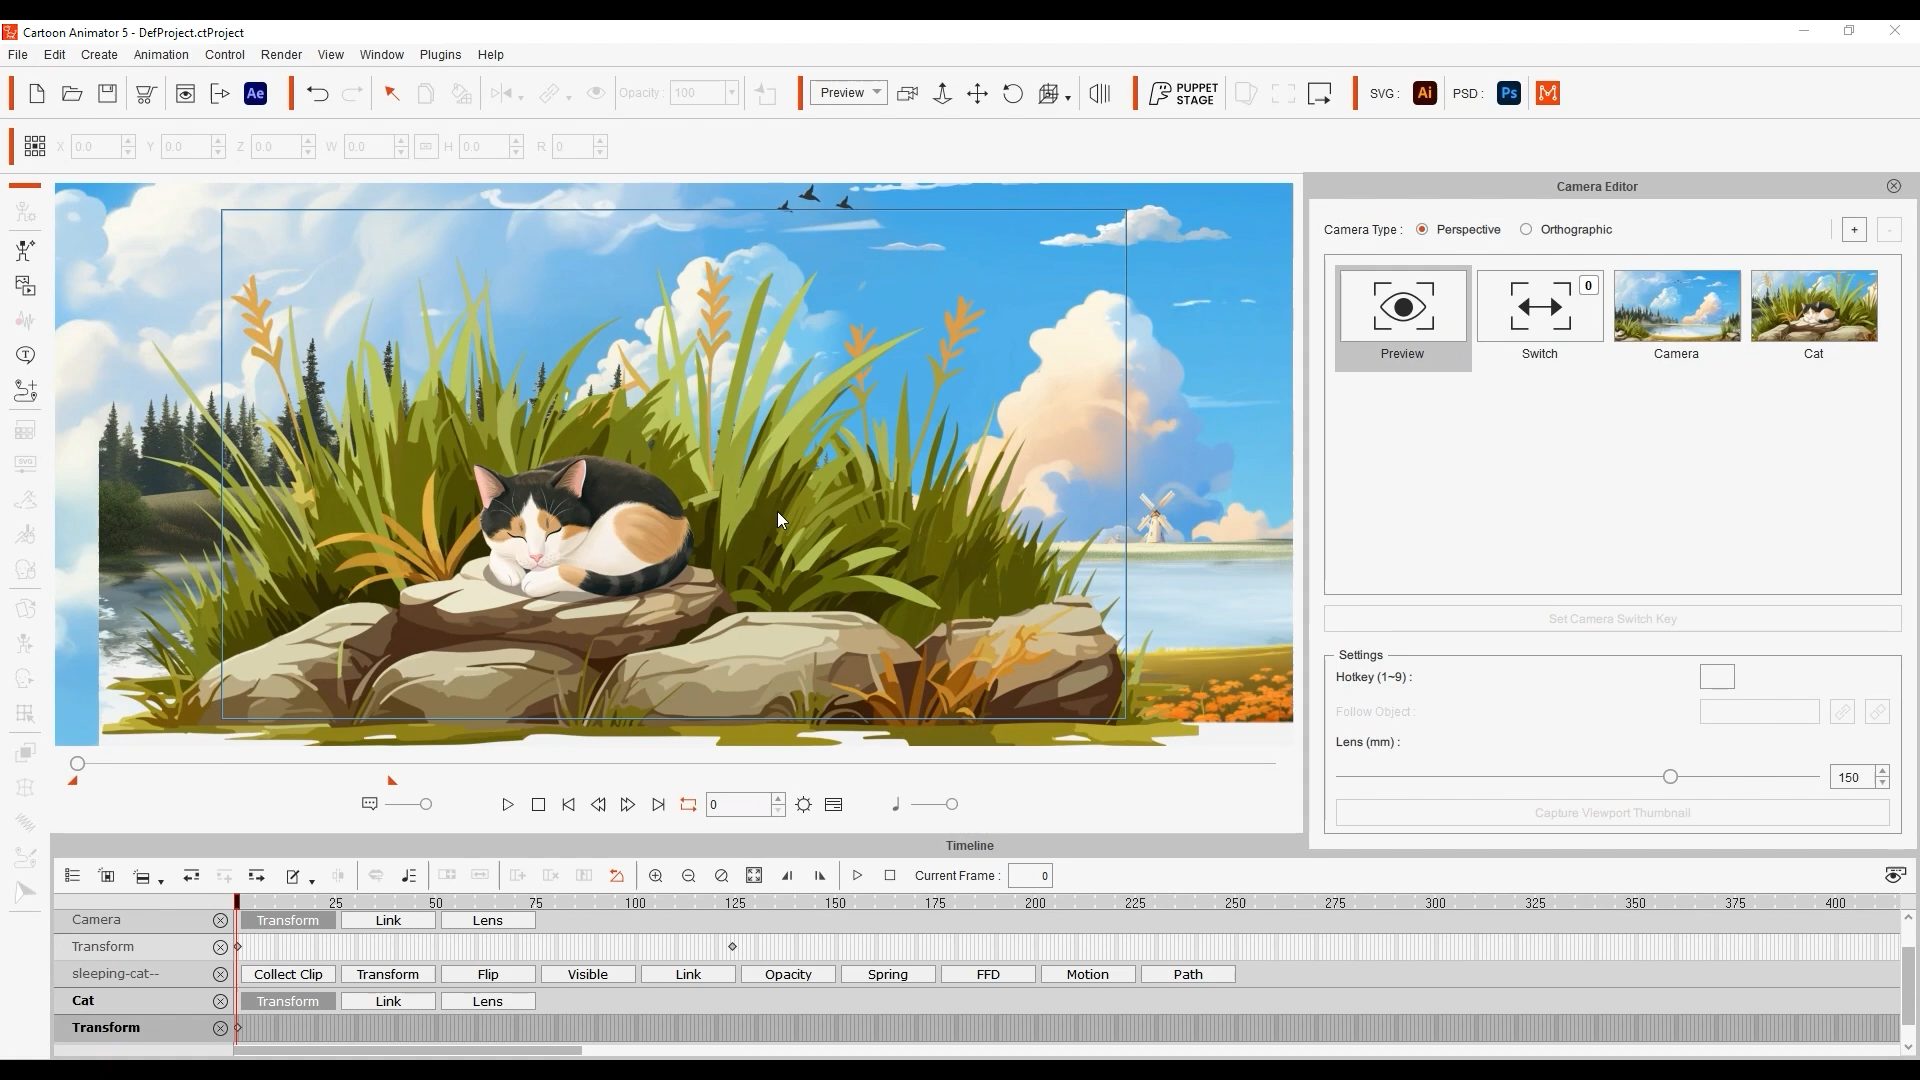 Cartoon Animator 5 - DefProject.ctProject
File Edit Create Animation Control Render View Window Plugins Help
Ae Opacity : 100 Preview PUPPET STAGE SVG : Ai PSD : Ps
X 0.0 Y 0.0 Z 0.0 W 0.0 H 0.0 R 0
Camera Editor
Camera Type : Perspective Orthographic + -
0
Preview Switch Camera Cat
Set Camera Switch Key
Settings
Hotkey (1~9) :
Follow Object :
Lens (mm) :
150
Capture Viewport Thumbnail
SVG
0
Timeline
Current Frame : 0
25 50 75 100 125 150 175 200 225 250 275 300 325 350 375 400
Camera Transform Link Lens
Transform
sleeping-cat-- Collect Clip Transform Flip Visible Link Opacity Spring FFD Motion Path
Cat Transform Link Lens
Transform